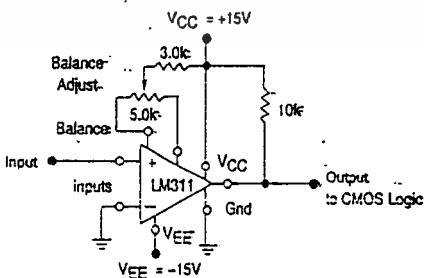 VCC = +15V
3.0k
Balance
Adjust
5.0k
Balance
10k
Input
+
VCC
Output
to CMOS Logic
inputs
LM311
Gnd
VEE
VEE = -15V